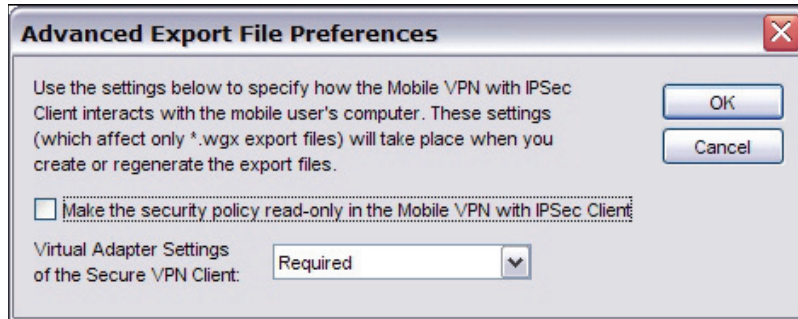 Advanced Export File Preferences
Use the settings below to specify how the Mobile VPN with IPSec
Client interacts with the mobile user's computer. These settings
(which affect only *.wgx export files) will take place when you
create or regenerate the export files.
OK
Cancel
Make the security policy read-only in the Mobile VPN with IPSec Client
Virtual Adapter Settings
of the Secure VPN Client:
Required